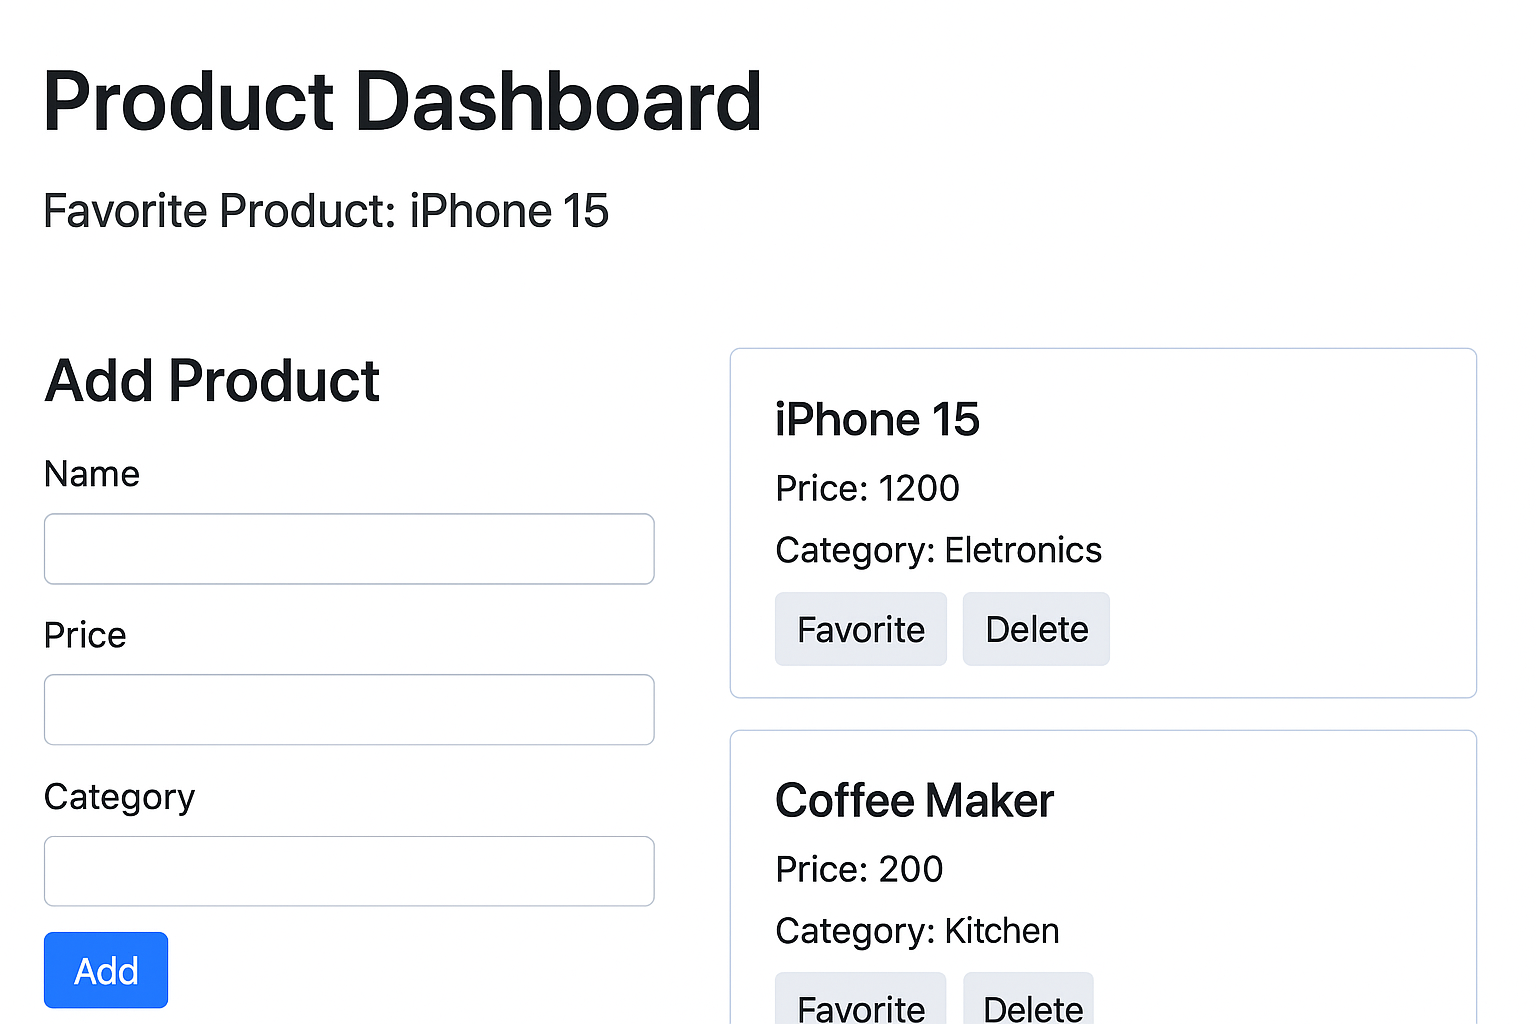 Product Dashboard
Favorite Product: iPhone 15
Add Product
Name
Price
Category
Add
iPhone 15
Price: 1200
Category: Eletronics
Favorite Delete
Coffee Maker
Price: 200
Category: Kitchen
Favorite Delete